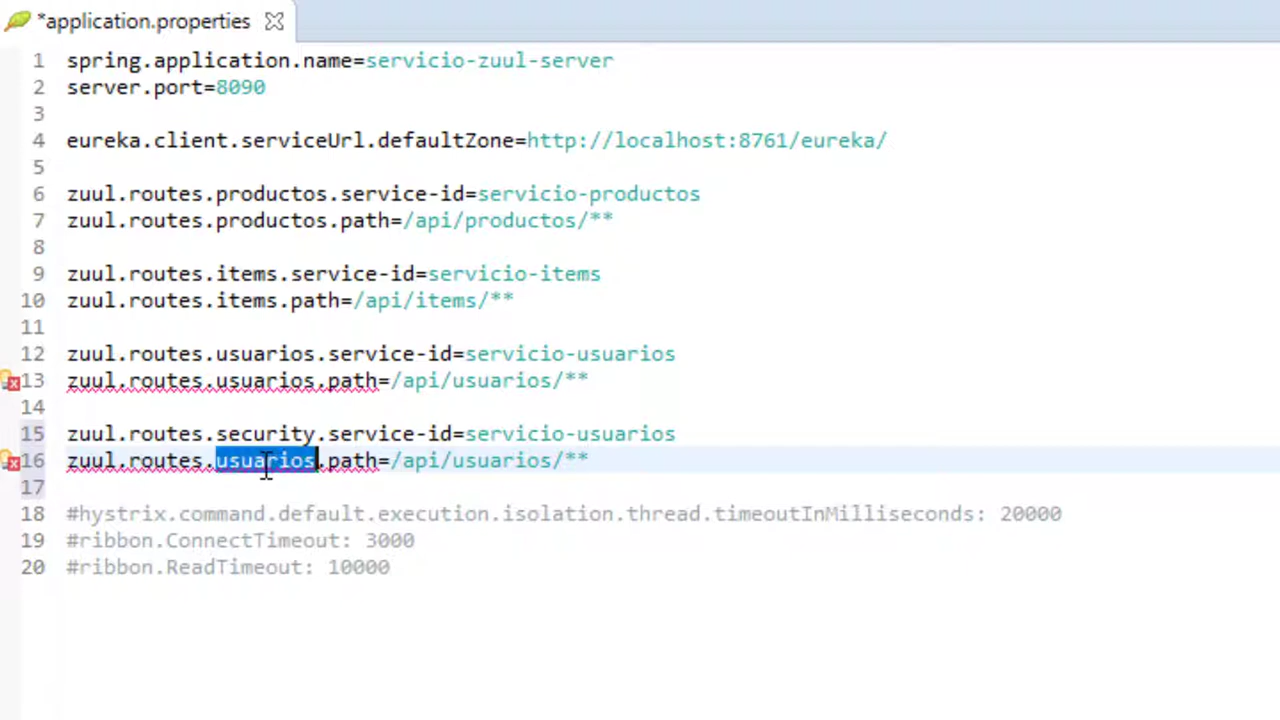 *application.properties
1 spring.application.name=servicio-zuul-server
2 server.port=8090
3
4 eureka.client.serviceUrl.defaultZone=http://localhost:8761/eureka/
5
6 zuul.routes.productos.service-id=servicio-productos
7 zuul.routes.productos.path=/api/productos/**
8
9 zuul.routes.items.service-id=servicio-items
10 zuul.routes.items.path=/api/items/**
11
12 zuul.routes.usuarios.service-id=servicio-usuarios
13 zuul.routes.usuarios.path=/api/usuarios/**
14
15 zuul.routes.security.service-id=servicio-usuarios
16 zuul.routes.usuarios.path=/api/usuarios/**
17
18 #hystrix.command.default.execution.isolation.thread.timeoutInMilliseconds: 20000
19 #ribbon.ConnectTimeout: 3000
20 #ribbon.ReadTimeout: 10000